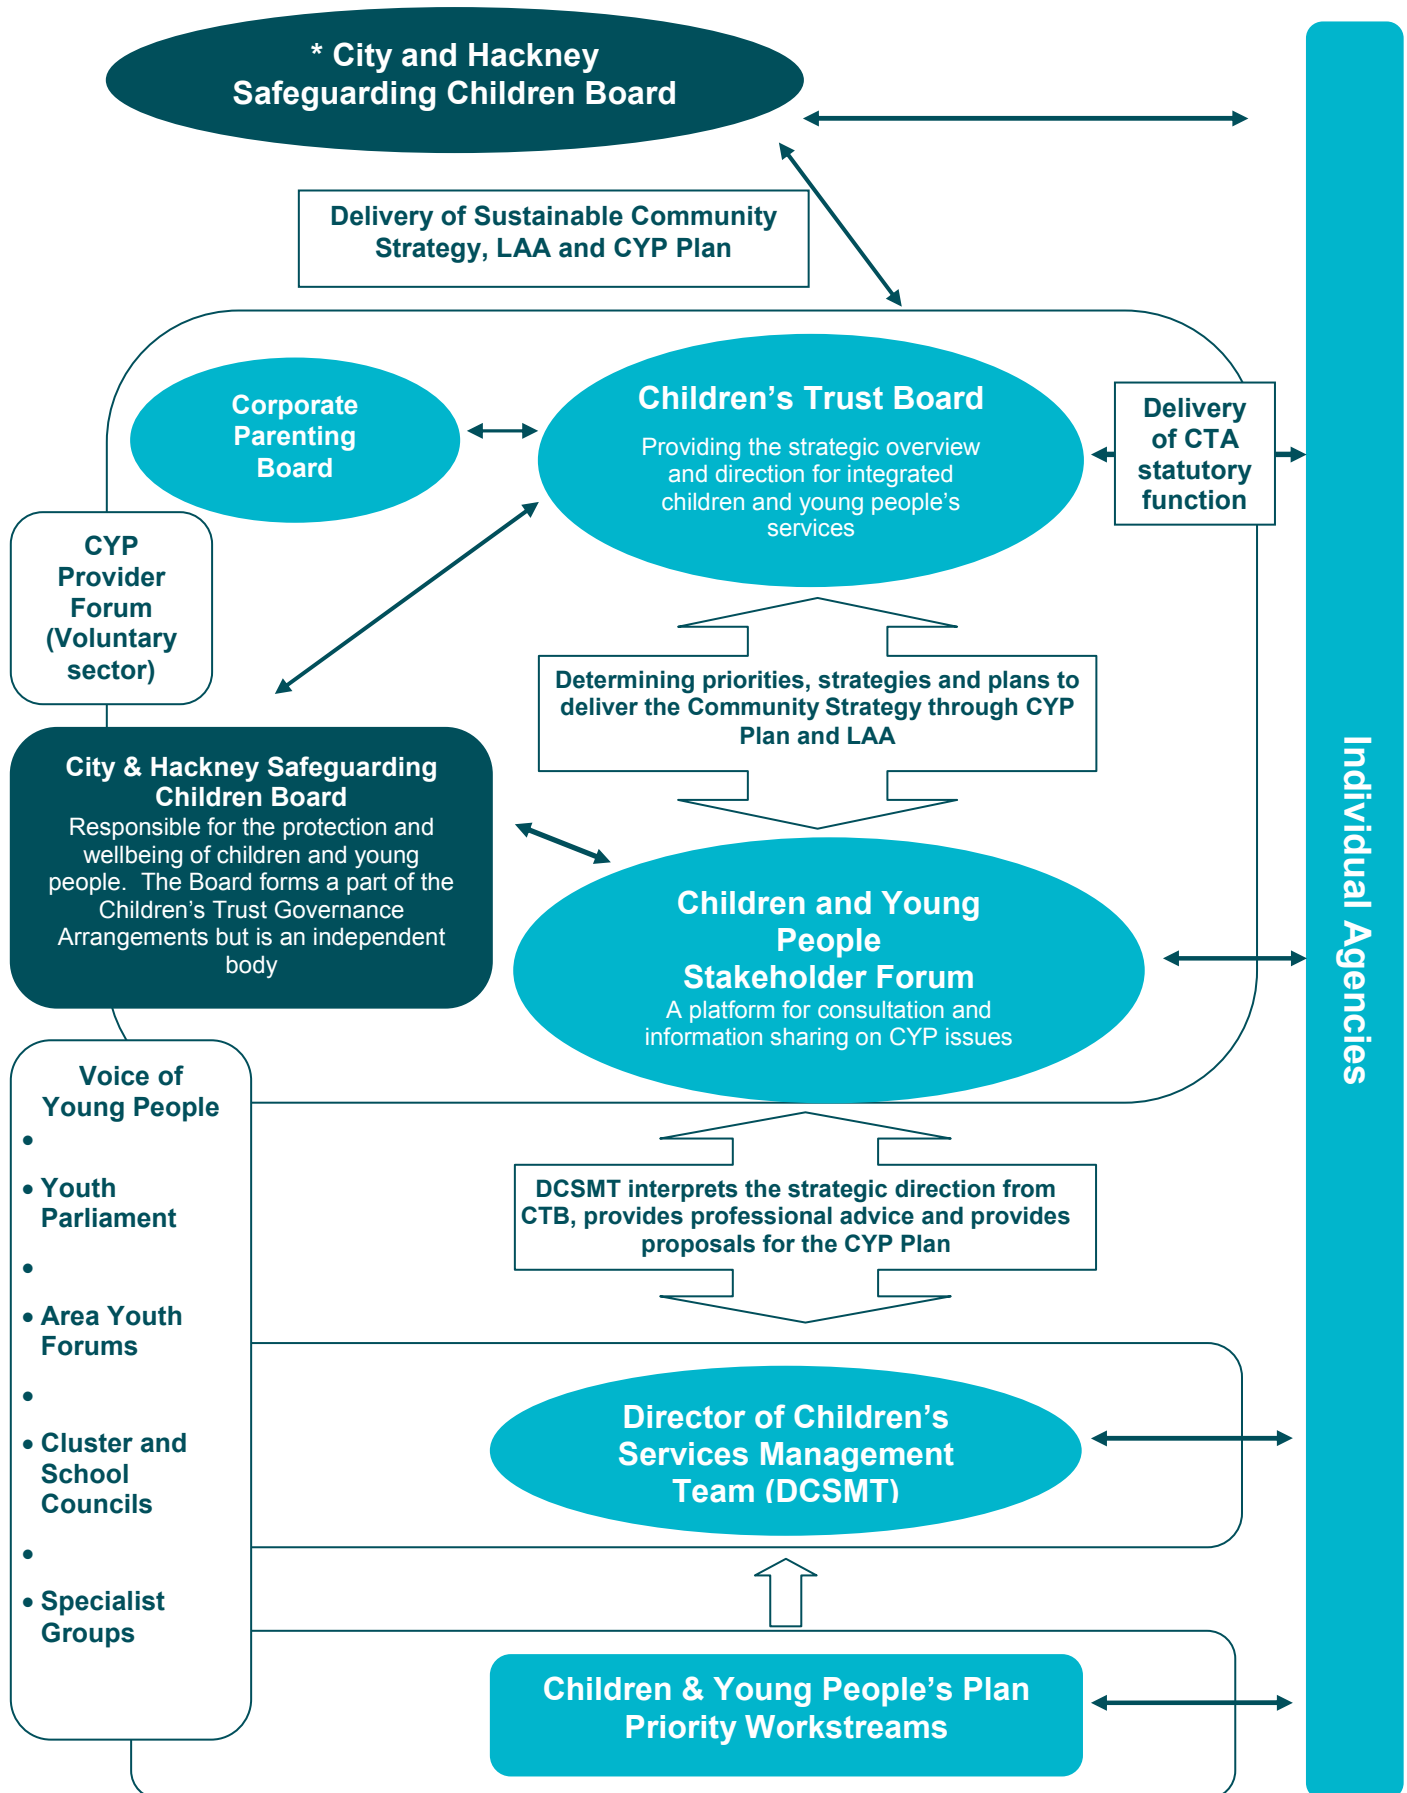 * City and Hackney
Safeguarding Children Board
Delivery of Sustainable Community
Strategy, LAA and CYP Plan
Corporate
Parenting
Board
Children’s Trust Board
Providing the strategic overview
and direction for integrated
children and young people’s
services
Delivery
of CTA
statutory
function
CYP
Provider
Forum
(Voluntary
sector)
Determining priorities, strategies and plans to
deliver the Community Strategy through CYP
Plan and LAA
City & Hackney Safeguarding
Children Board
Responsible for the protection and
wellbeing of children and young
people.  The Board forms a part of the
Children’s Trust Governance
Arrangements but is an independent
body
Children and Young
People
Stakeholder Forum
A platform for consultation and
information sharing on CYP issues
Individual Agencies
Voice of
Young People
•
• Youth
Parliament
•
• Area Youth
Forums
•
• Cluster and
School
Councils
•
• Specialist
Groups
DCSMT interprets the strategic direction from
CTB, provides professional advice and provides
proposals for the CYP Plan
Director of Children’s
Services Management
Team (DCSMT)
Children & Young People’s Plan
Priority Workstreams